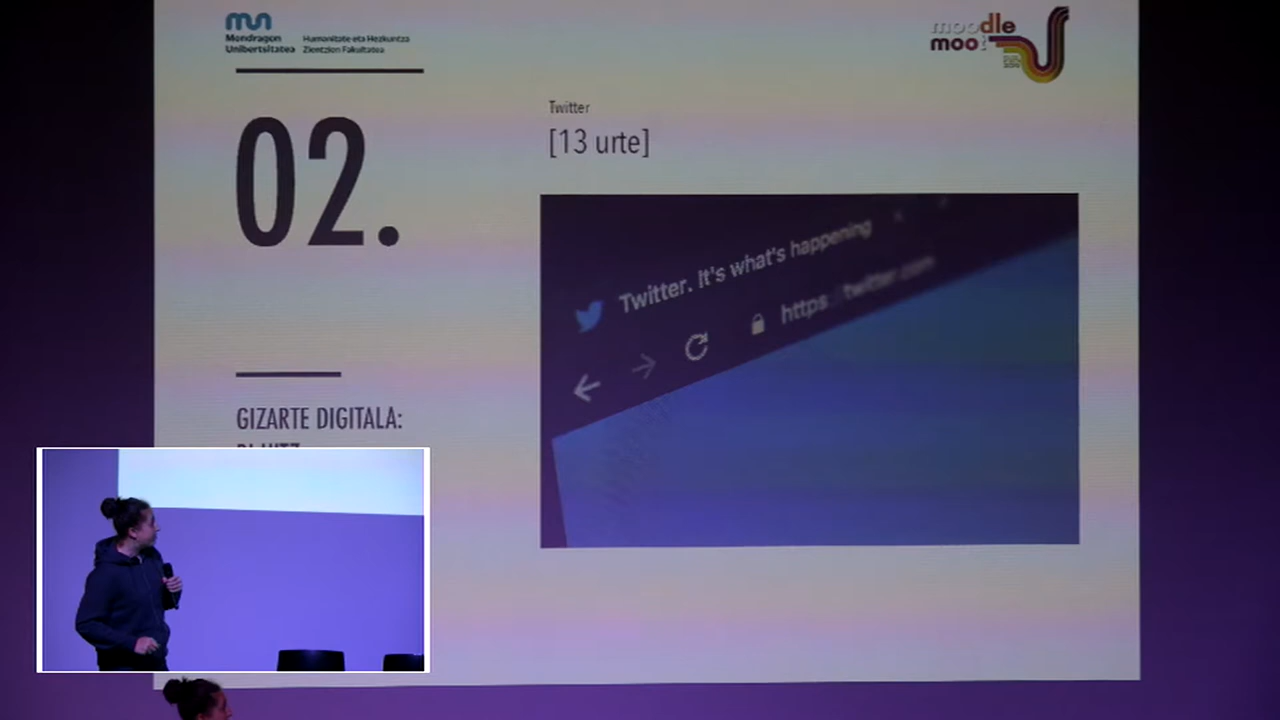 Mondragon
Unibertsitatea
Humanitate eta Hezkuntza
Zientzien Fakultatea
moodle
moot
02.
Twitter
[13 urte]
Twitter. It's what's happening
https twitter.com
GIZARTE DIGITALA: